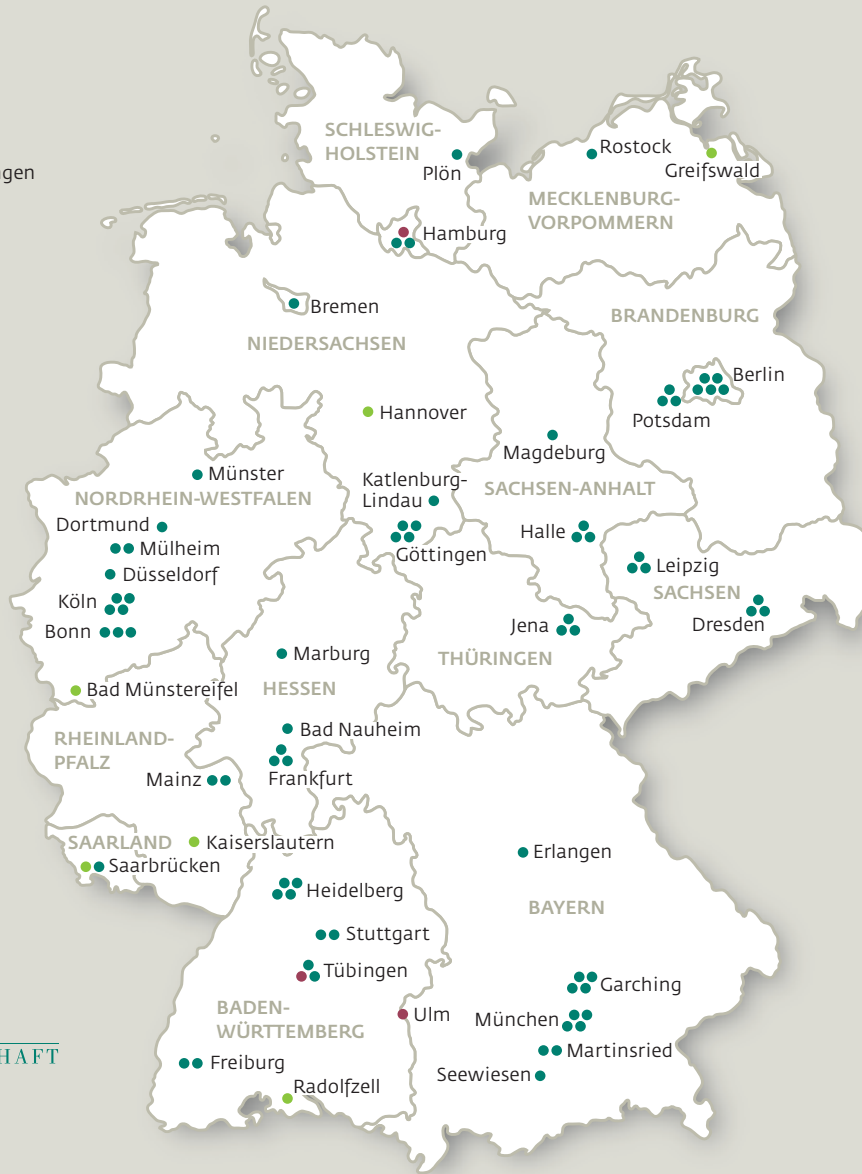 SCHLESWIG-
HOLSTEIN
Plön
Rostock
Greifswald
ngen
MECKLENBURG-
VORPOMMERN
Hamburg
Bremen
NIEDERSACHSEN
BRANDENBURG
Berlin
Potsdam
Hannover
Magdeburg
Münster
NORDRHEIN-WESTFALEN
Katlenburg-
Lindau
SACHSEN-ANHALT
Dortmund
Mülheim
Göttingen
Halle
Düsseldorf
Leipzig
SACHSEN
Köln
Bonn
Jena
Dresden
Marburg
THÜRINGEN
Bad Münstereifel
HESSEN
RHEINLAND-
PFALZ
Bad Nauheim
Mainz
Frankfurt
SAARLAND
Kaiserslautern
Saarbrücken
Erlangen
Heidelberg
BAYERN
Stuttgart
Tübingen
Garching
BADEN-
WÜRTTEMBERG
Ulm
München
HAFT
Freiburg
Martinsried
Seewiesen
Radolfzell